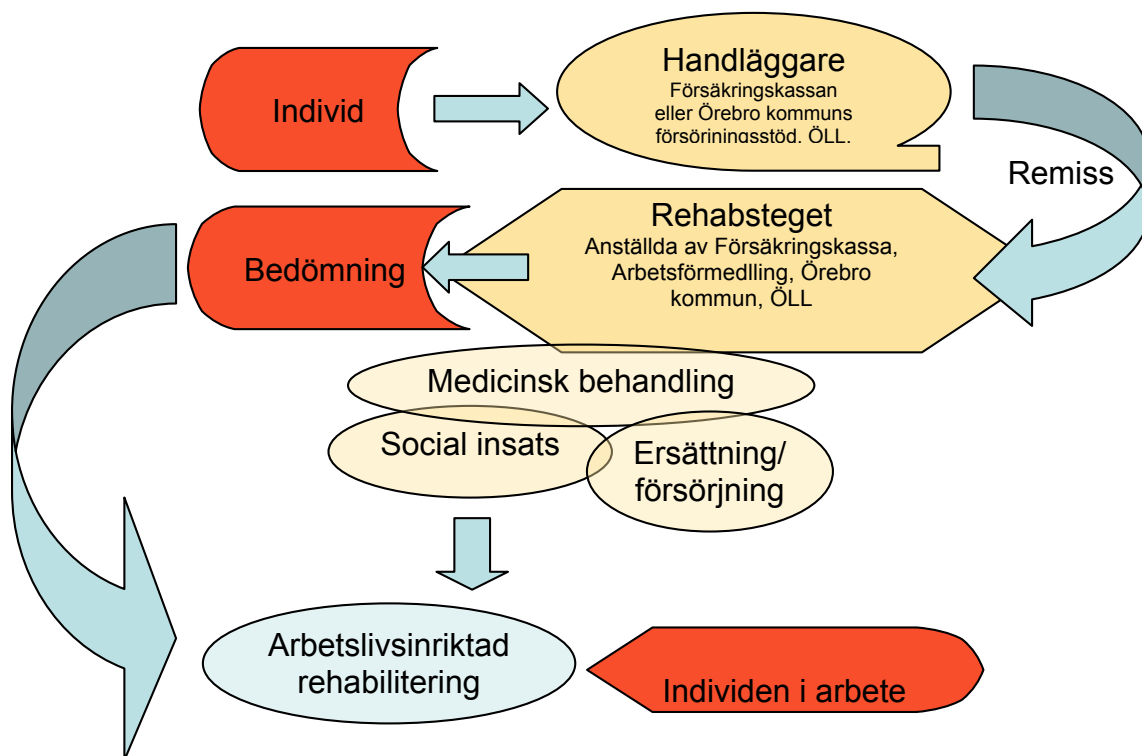 Individ
Handläggare
Försäkringskassan
eller Örebro kommuns
försöriningsstöd. ÖLL.
Remiss
Rehabsteget
Anställda av Försäkringskassa,
Arbetsförmedlling, Örebro
kommun, ÖLL
Bedömning
Medicinsk behandling
Social insats
Ersättning/
försörjning
Arbetslivsinriktad
rehabilitering
Individen i arbete